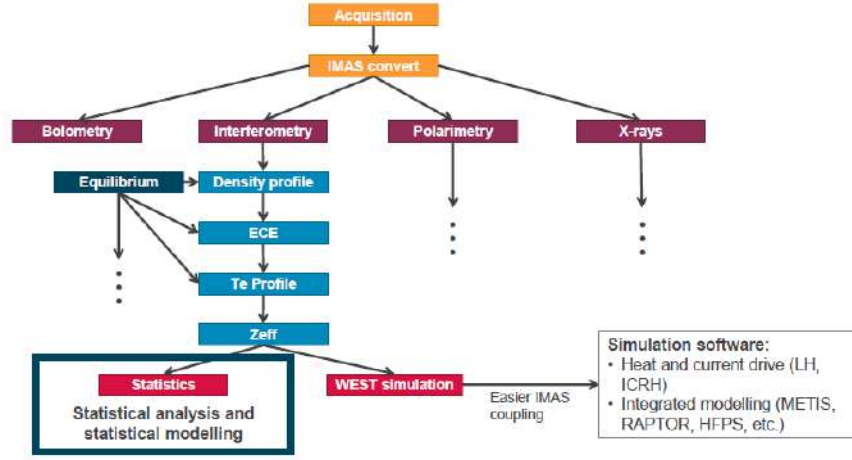 Acquisition
IMAS convert
Bolometry
Interferometry
Polarimetry
X-rays
Equilibrium
Density profile
ECE
Te Profile
Zeff
Statistics
WEST simulation
Statistical analysis and
statistical modelling
Easier IMAS
coupling
Simulation software:
• Heat and current drive (LH,
ICRH)
• Integrated modelling (METIS,
RAPTOR, HFPS, etc.)